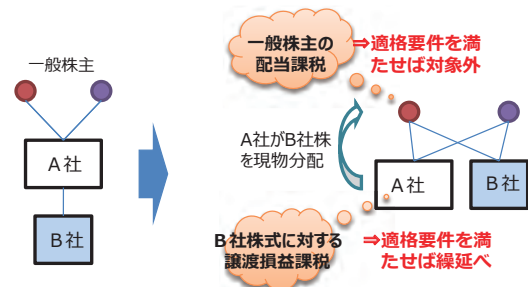 一般株主
A社
B社
一般株主の
配当課税
⇒適格要件を満
たせば対象外
A社がB社株
を現物分配
A社
B社
B社株式に対する
譲渡損益課税
⇒適格要件を満
たせば繰延べ